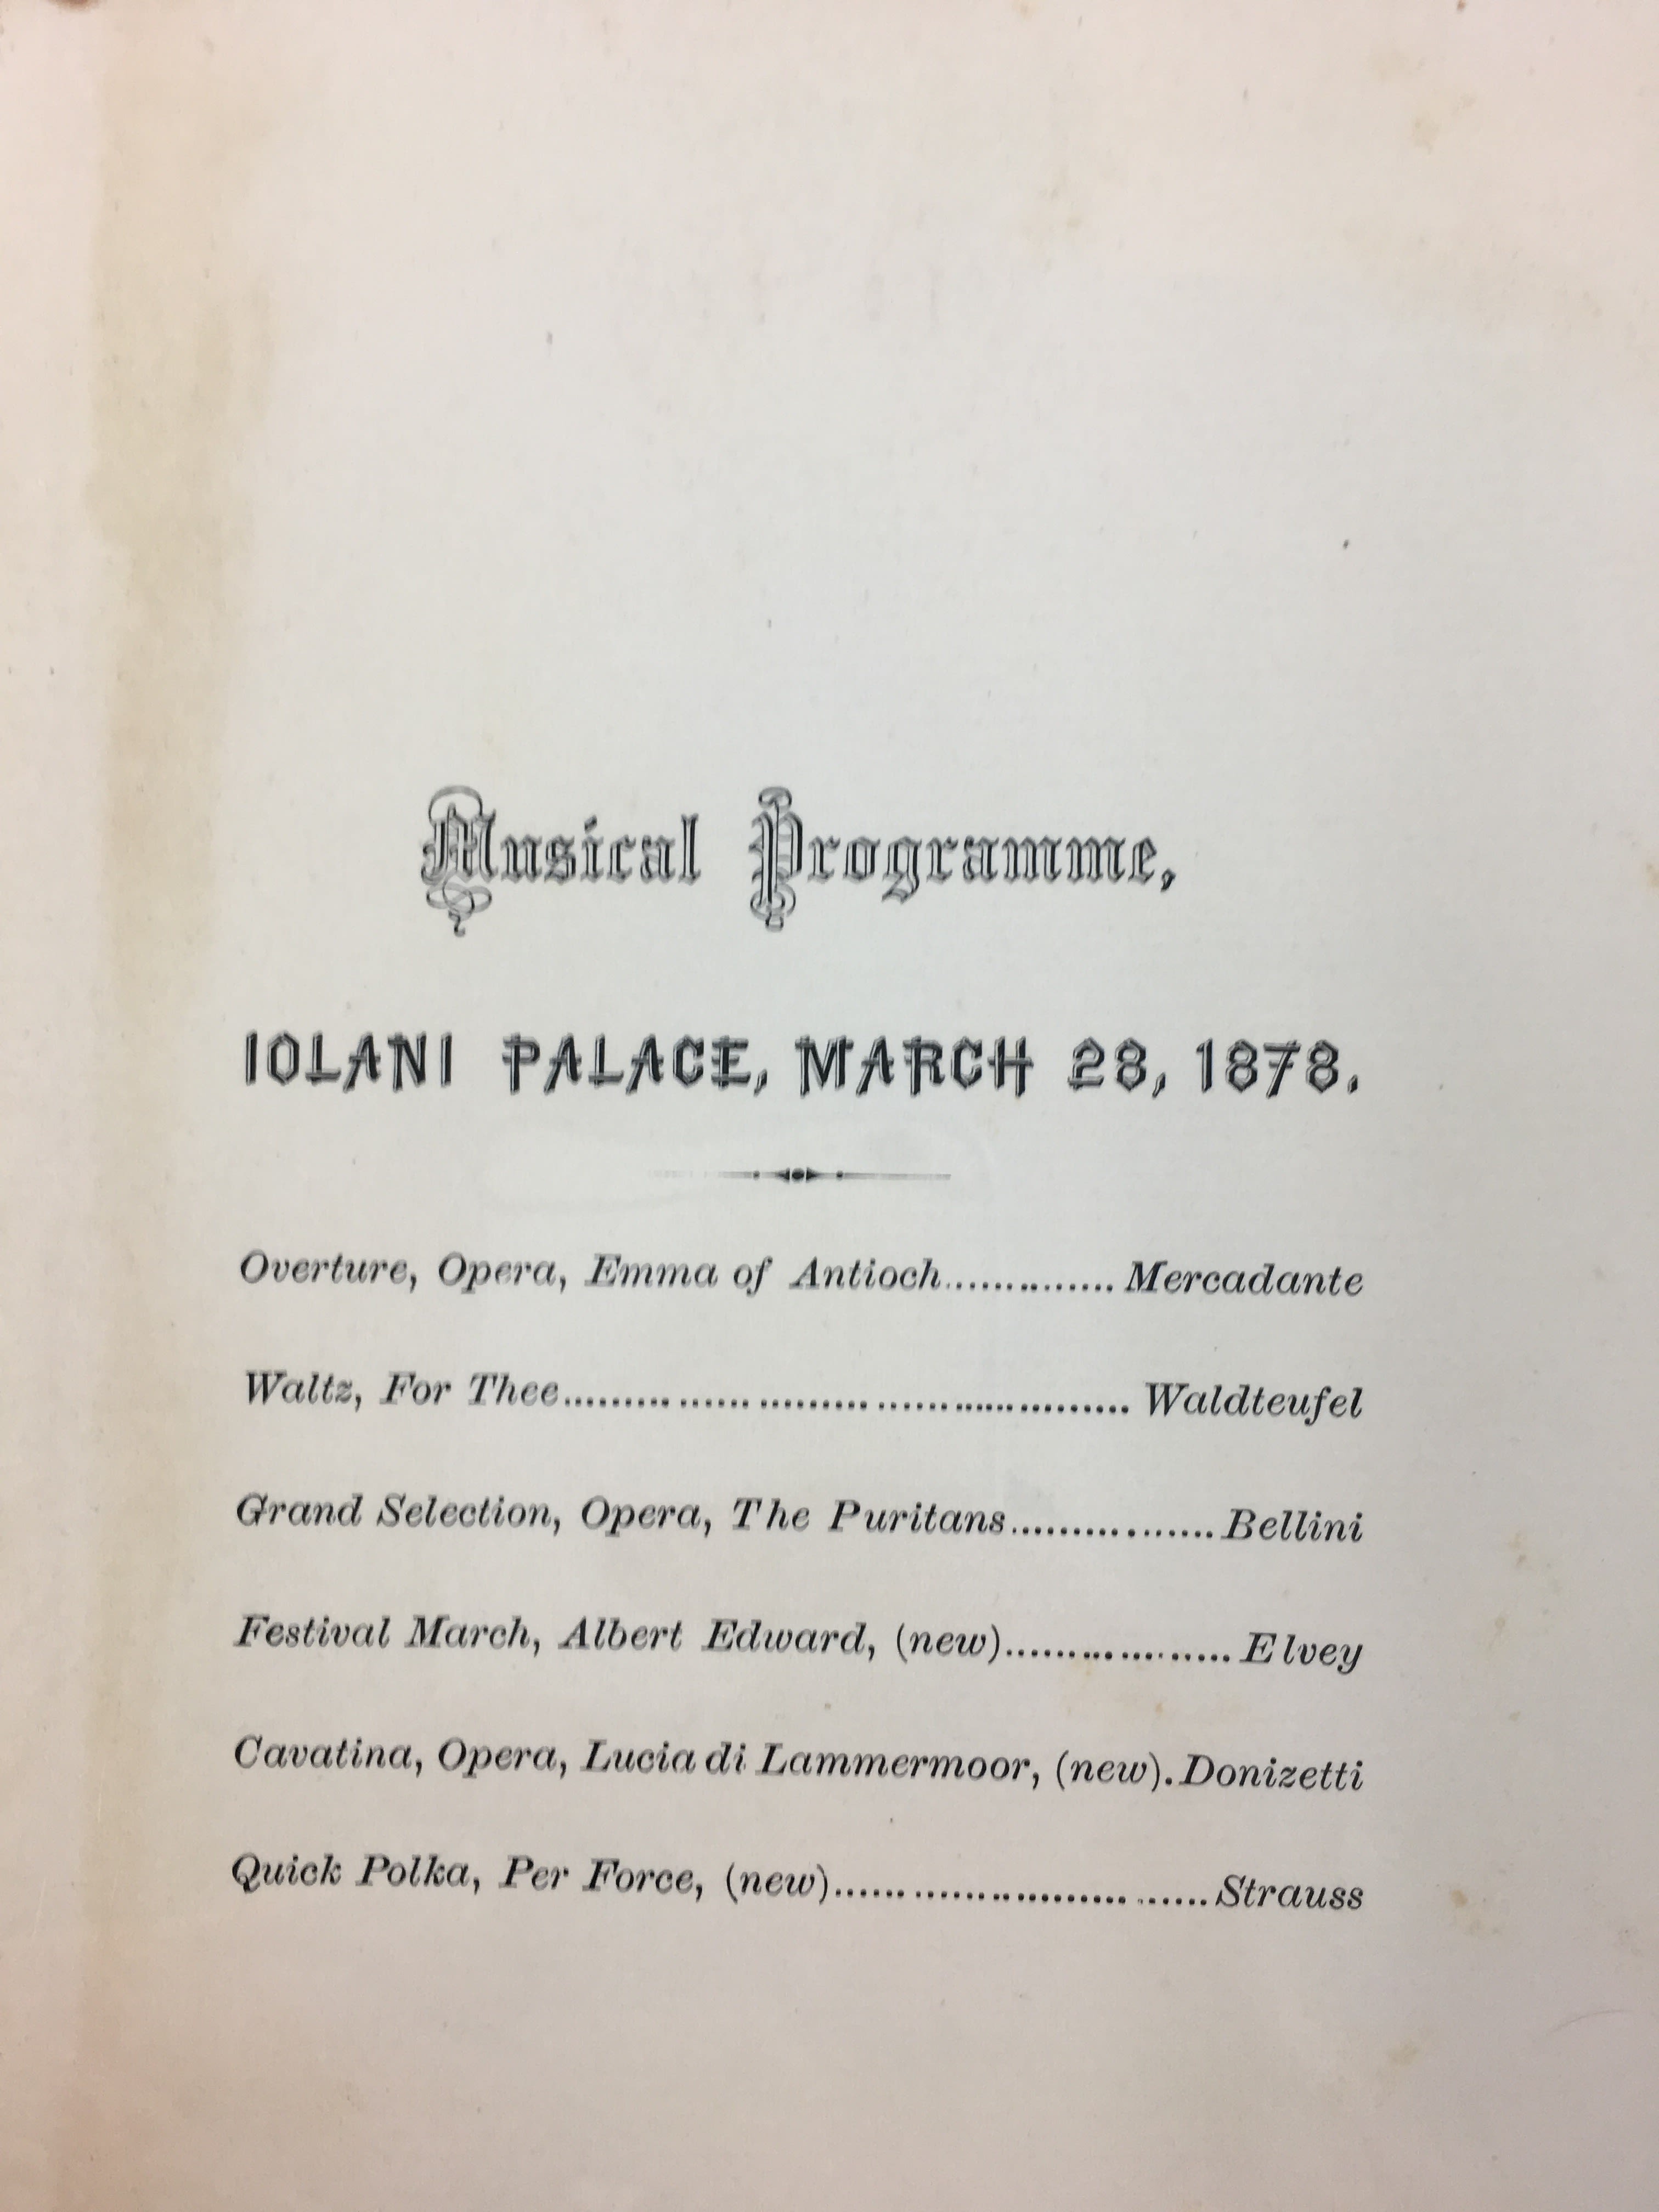 Musical Programme,
IOLANI PALACE, MARCH 28, 1878.
Overture, Opera, Emma of Antioch.............. Mercadante
Waltz, For Thee............................................... Waldteufel
Grand Selection, Opera, The Puritans.................Bellini
Festival March, Albert Edward, (new)................... Elvey
Cavatina, Opera, Lucia di Lammermoor, (new).Donizetti
Quick Polka, Per Force, (new)...............................Strauss